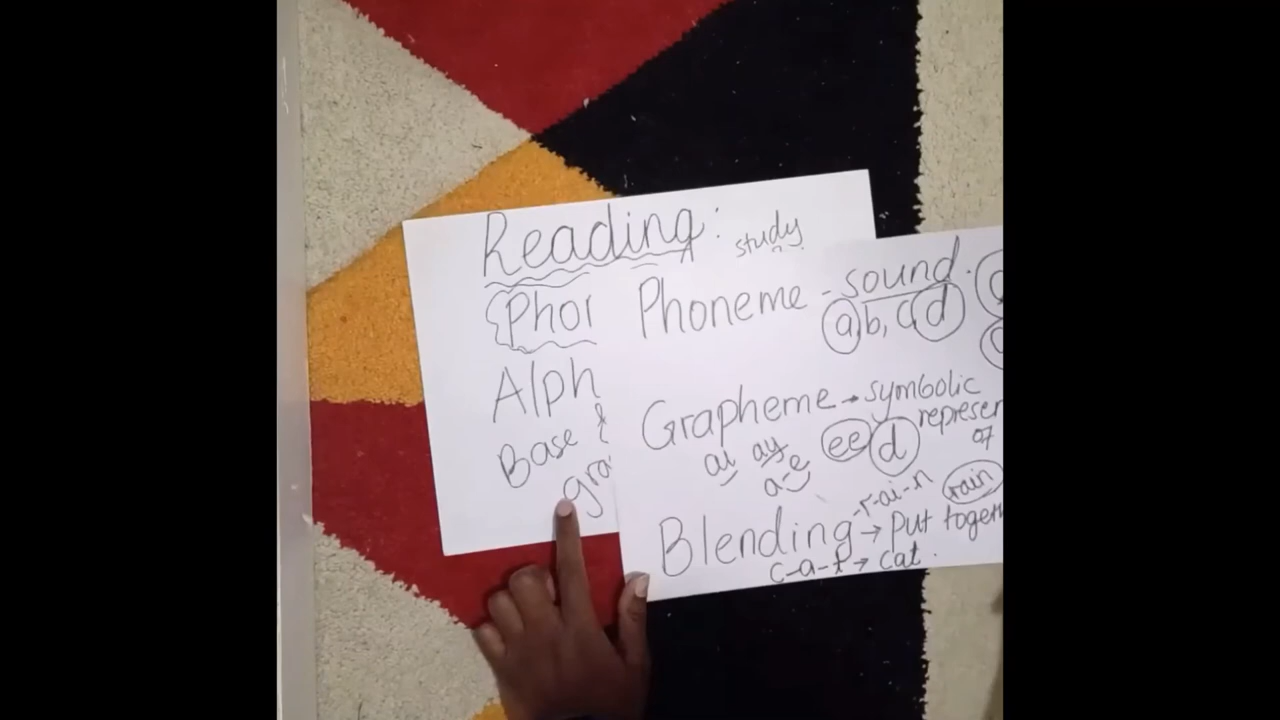 Reading: study
Phor
Alph
Base &
gra
Phoneme - sound.
a, b, c, d
Grapheme → symbolic
represen
of
ai ay ee d
a-e
Blending → put togeth
-r-ai-n rain
c-a-t → cat.